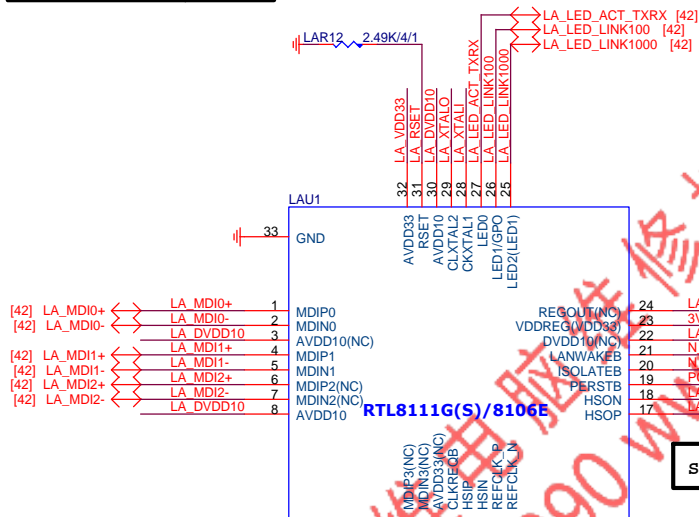 LA_LED_ACT_TXRX [42]
LA_LED_LINK100 [42]
LA_LED_LINK1000 [42]
LAR12 2.49K/4/1
LA_VDD33
LA_RSET
LA_DVDD10
LA_XTALO
LA_XTALI
LA_LED_ACT_TXRX
LA_LED_LINK100
LA_LED_LINK1000
32 31 30 29 28 27 26 25
LAU1
AVDD33
RSET
AVDD10
CLXTAL2
CKXTAL1
LED0
LED1/GPO
LED2(LED1)
33 GND
[42] LA_MDI0+ LA_MDI0+ 1 MDIP0
[42] LA_MDI0- LA_MDI0- 2 MDIN0
LA_DVDD10 3 AVDD10(NC)
[42] LA_MDI1+ LA_MDI1+ 4 MDIP1
[42] LA_MDI1- LA_MDI1- 5 MDIN1
[42] LA_MDI2+ LA_MDI2+ 6 MDIP2(NC)
[42] LA_MDI2- LA_MDI2- 7 MDIN2(NC)
LA_DVDD10 8 AVDD10
RTL8111G(S)/8106E
REGOUT(NC) 24
VDDREG(VDD33) 23
DVDD10(NC) 22
LANWAKEB 21
ISOLATEB 20
PERSTB 19
HSON 18
HSOP 17
MDIP3(NC)
MDIN3(NC)
AVDD33(NC)
CLKREQB
HSIP
HSIN
REFCLK_P
REFCLK_N
电脑维修